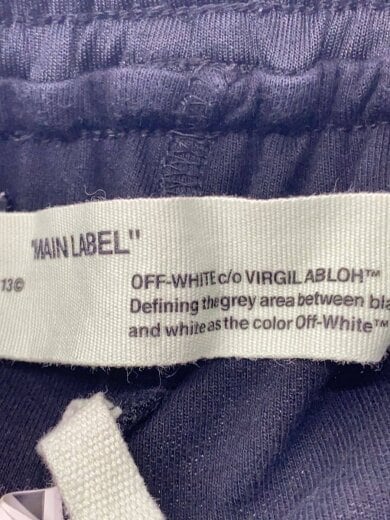 "MAIN LABEL"
13©
OFF-WHITE c/o VIRGIL ABLOH™
Defining the grey area between bla
and white as the color Off-White™